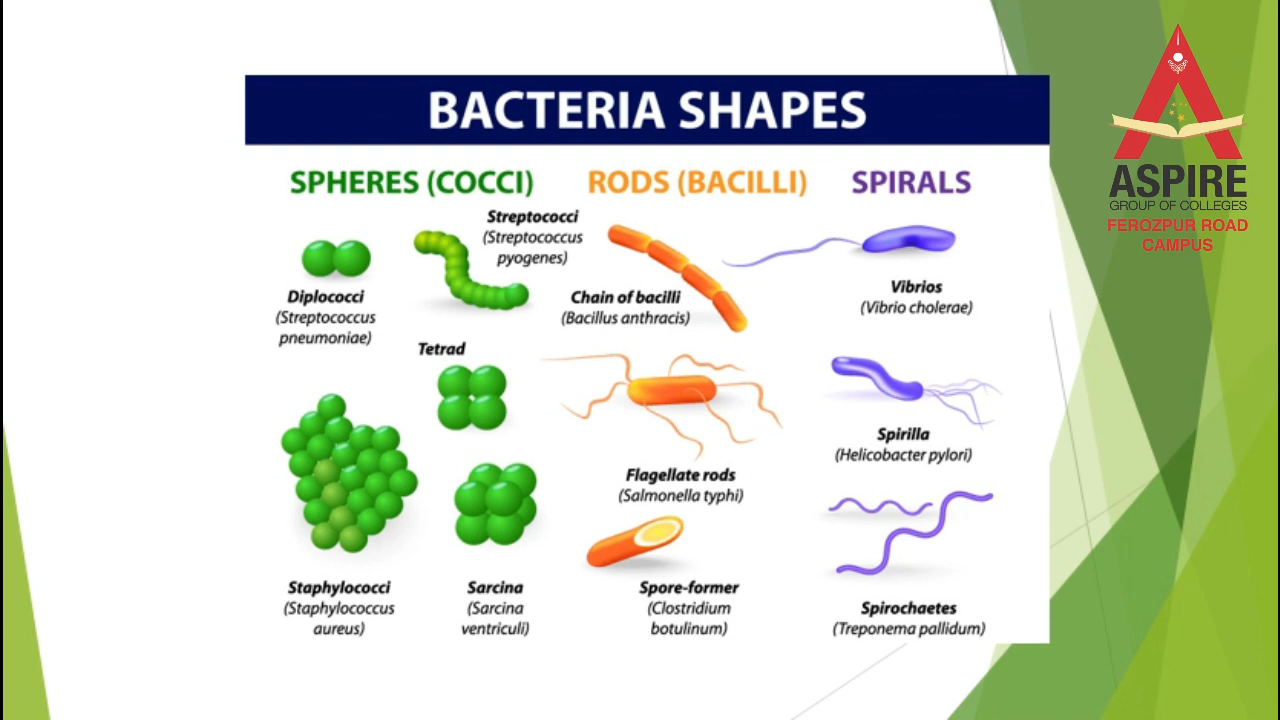 BACTERIA SHAPES
SPHERES (COCCI)
Diplococci
(Streptococcus
pneumoniae)
Streptococci
(Streptococcus
pyogenes)
Tetrad
Staphylococci
(Staphylococcus
aureus)
Sarcina
(Sarcina
ventriculi)
RODS (BACILLI)
Chain of bacilli
(Bacillus anthracis)
Flagellate rods
(Salmonella typhi)
Spore-former
(Clostridium
botulinum)
SPIRALS
Vibrios
(Vibrio cholerae)
Spirilla
(Helicobacter pylori)
Spirochaetes
(Treponema pallidum)
ASPIRE
GROUP OF COLLEGES
FEROZPUR ROAD
CAMPUS